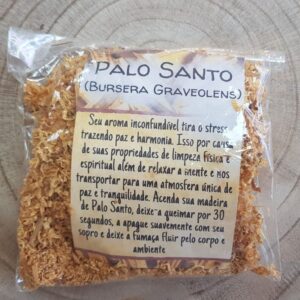 PALO SANTO
(BURSERA GRAVEOLENS)
Seu aroma inconfundível tira o stress
trazendo paz e harmonia. Isso por causa
de suas propriedades de limpeza física e
espiritual além de relaxar a mente e nos
transportar para uma atmosfera única de
paz e tranquilidade. Acenda sua madeira
de Palo Santo, deixe-a queimar por 30
segundos, a apague suavemente com seu
sopro e deixe a fumaça fluir pelo corpo e
ambiente